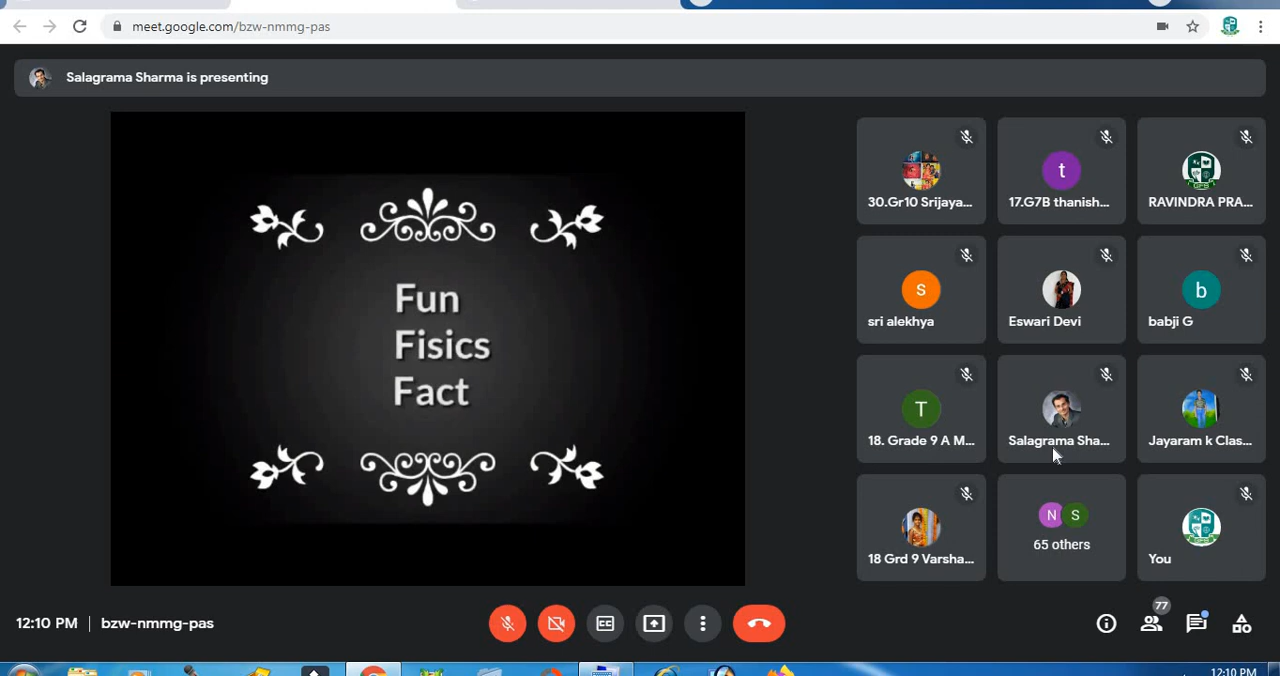 meet.google.com/bzw-nmmg-pas
Salagrama Sharma is presenting
Fun
Fisics
Fact
30.Gr10 Srijaya...
t
17.G7B thanish...
RAVINDRA PRA...
s
sri alekhya
Eswari Devi
b
babji G
T
18. Grade 9 A M...
Salagrama Sha...
Jayaram k Clas...
18 Grd 9 Varsha...
N S
65 others
You
12:10 PM | bzw-nmmg-pas
77
12:10 PM